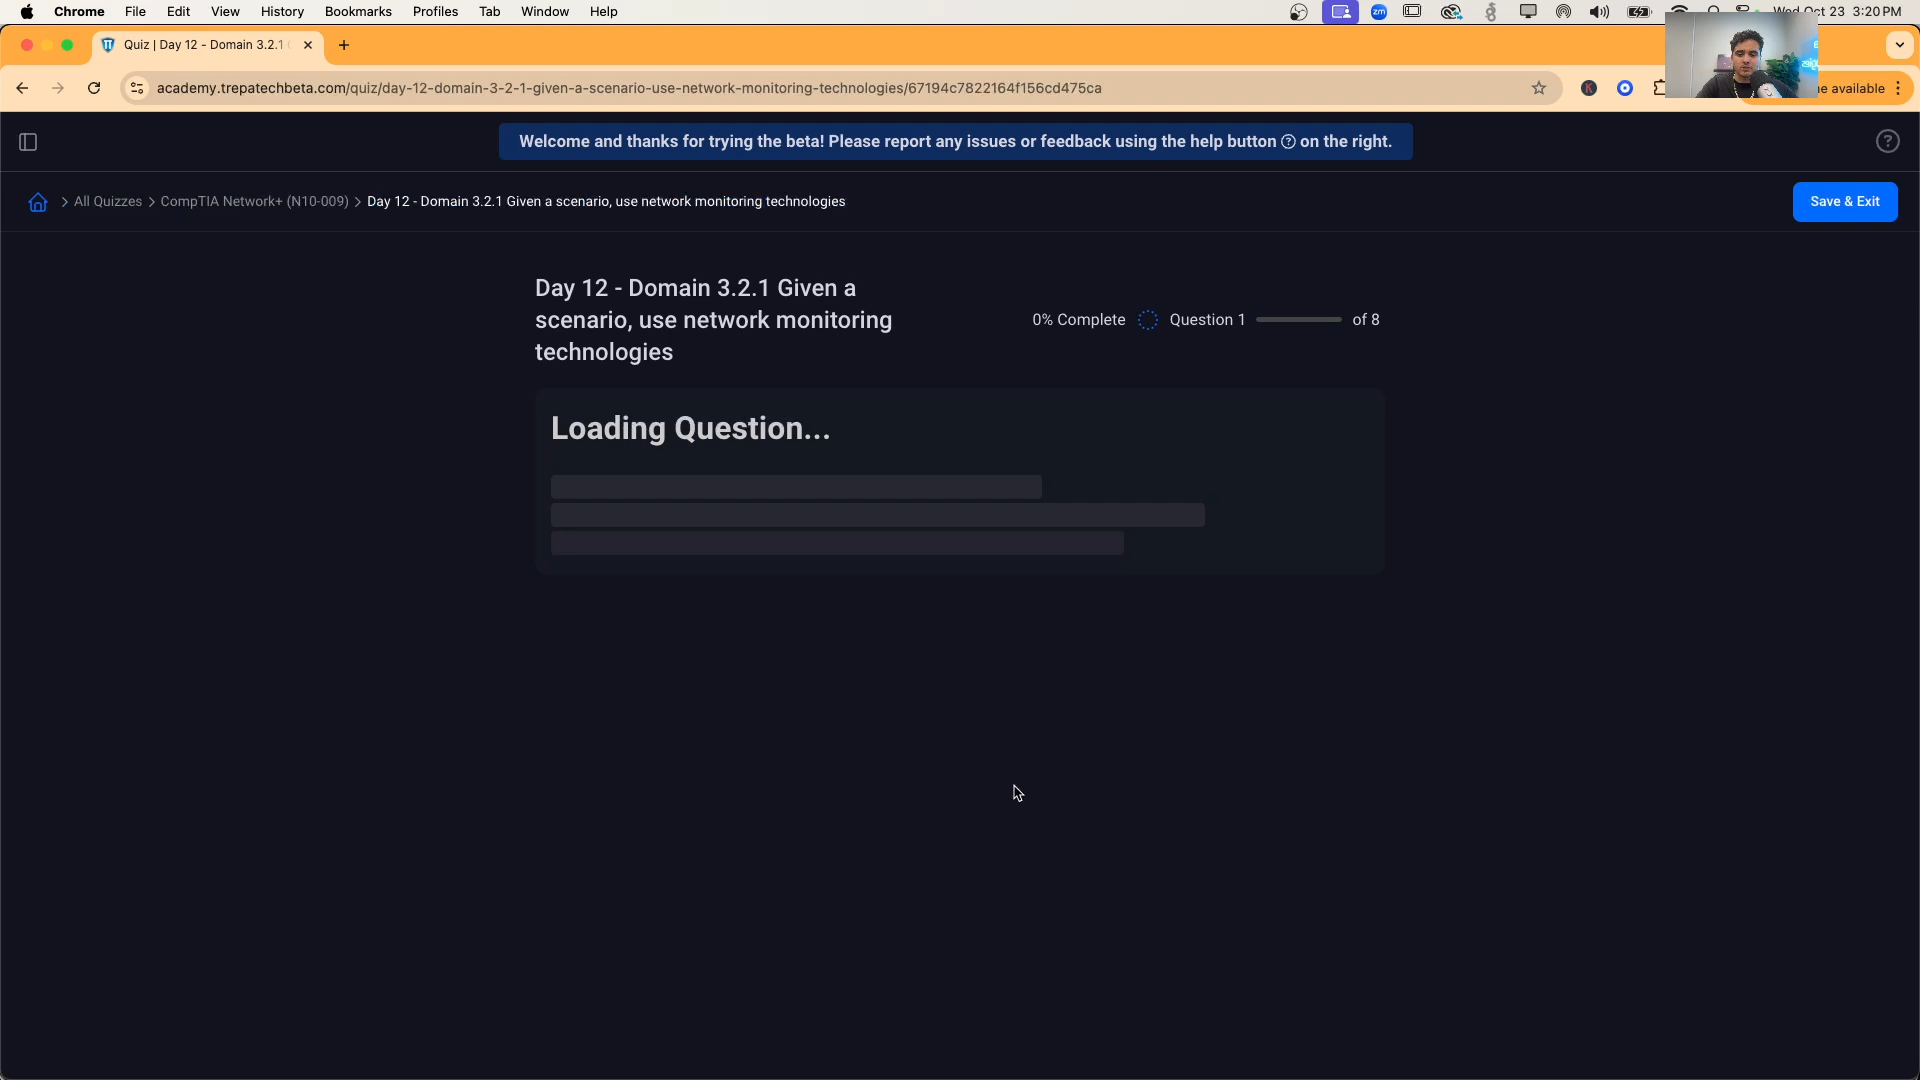 Chrome File Edit View History Bookmarks Profiles Tab Window Help
zm
Wed Oct 23 3:20 PM
Quiz | Day 12 - Domain 3.2.1
academy.trepatechbeta.com/quiz/day-12-domain-3-2-1-given-a-scenario-use-network-monitoring-technologies/67194c7822164f156cd475ca
K
available
Welcome and thanks for trying the beta! Please report any issues or feedback using the help button ? on the right.
?
All Quizzes > CompTIA Network+ (N10-009) > Day 12 - Domain 3.2.1 Given a scenario, use network monitoring technologies
Save & Exit
Day 12 - Domain 3.2.1 Given a
scenario, use network monitoring
technologies
0% Complete Question 1 of 8
Loading Question...